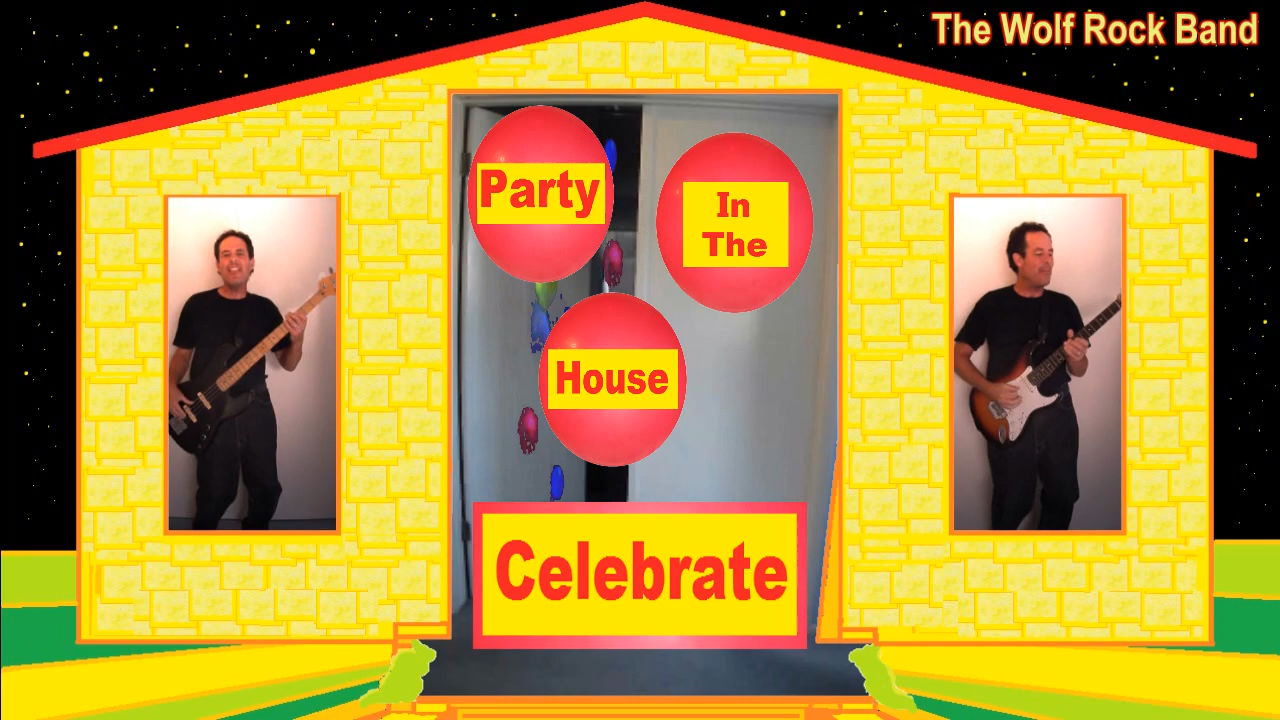 The Wolf Rock Band
Party
In
The
House
Celebrate